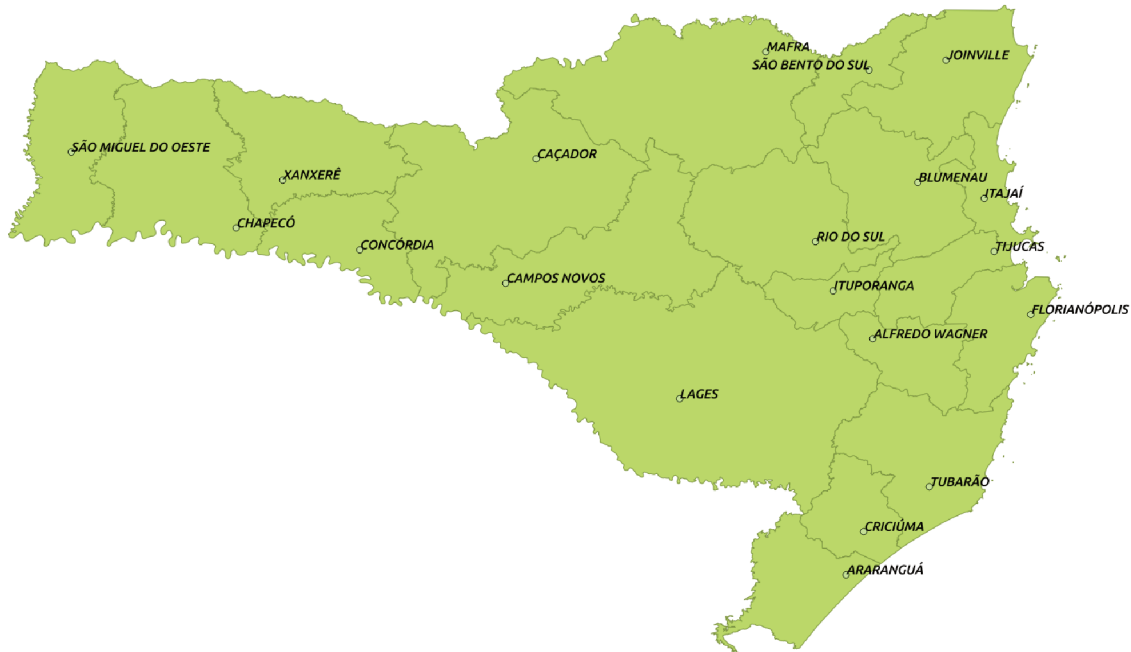 MAFRA
SÃO BENTO DO SUL
JOINVILLE
SÃO MIGUEL DO OESTE
CAÇADOR
XANXERÊ
BLUMENAU
ITAJAÍ
CHAPECÓ
CONCÓRDIA
RIO DO SUL
TIJUCAS
CAMPOS NOVOS
ITUPORANGA
FLORIANÓPOLIS
ALFREDO WAGNER
LAGES
TUBARÃO
CRICIÚMA
ARARANGUÁ